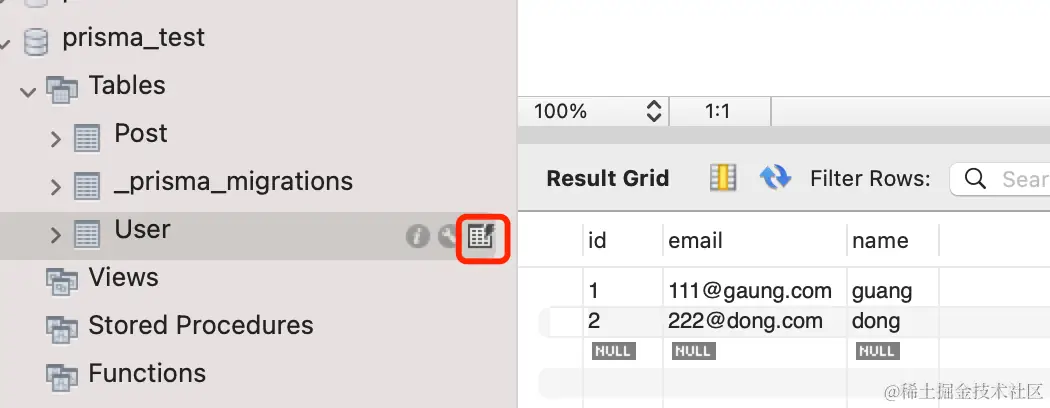 prisma_test
Tables
Post
_prisma_migrations
User
Views
Stored Procedures
Functions
100% 1:1
Result Grid Filter Rows: Sear
id email name
1 111@gaung.com guang
2 222@dong.com dong
NULL NULL NULL
@稀土掘金技术社区